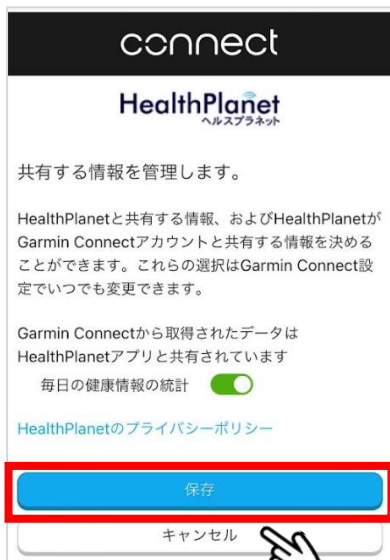 connect
HealthPlanet
ヘルスプラネット
共有する情報を管理します。
HealthPlanetと共有する情報、およびHealthPlanetが
Garmin Connectアカウントと共有する情報を決める
ことができます。これらの選択はGarmin Connect設
定でいつでも変更できます。
Garmin Connectから取得されたデータは
HealthPlanetアプリと共有されています
毎日の健康情報の統計
HealthPlanetのプライバシーポリシー
保存
キャンセル